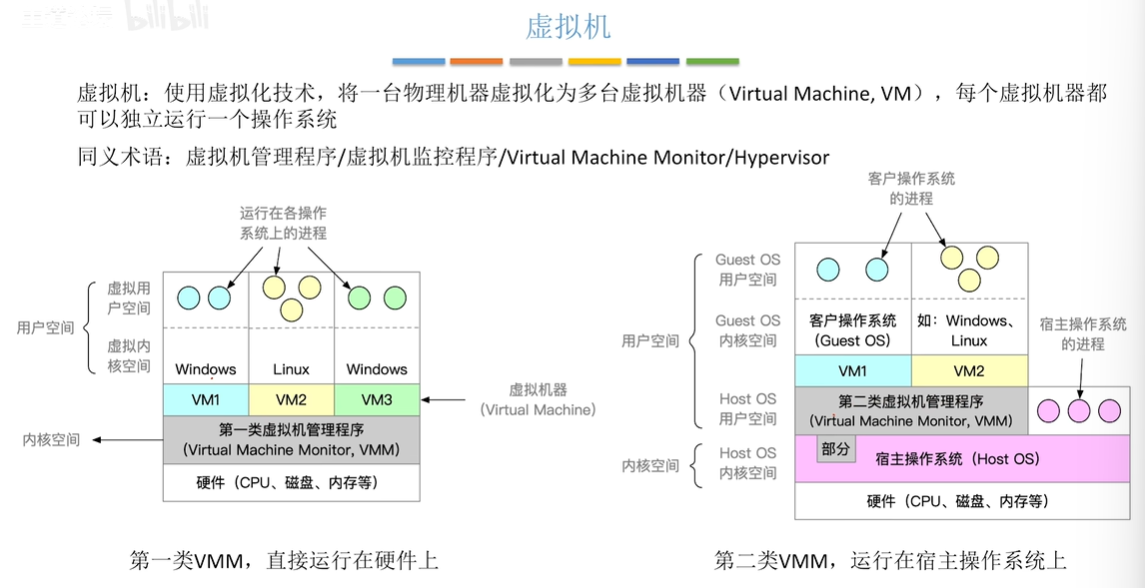 bilibili
虚拟机
虚拟机：使用虚拟化技术，将一台物理机器虚拟化为多台虚拟机器（Virtual Machine, VM），每个虚拟机器都
可以独立运行一个操作系统
同义术语：虚拟机管理程序/虚拟机监控程序/Virtual Machine Monitor/Hypervisor
运行在各操作
系统上的进程
用户空间
虚拟用
户空间
虚拟内
核空间
Windows
Linux
Windows
VM1
VM2
VM3
虚拟机器
(Virtual Machine)
内核空间
第一类虚拟机管理程序
(Virtual Machine Monitor, VMM)
硬件（CPU、磁盘、内存等）
第一类VMM，直接运行在硬件上
客户操作系统
的进程
用户空间
Guest OS
用户空间
Guest OS
内核空间
客户操作系统
(Guest OS)
如：Windows、
Linux
宿主操作系统
的进程
VM1
VM2
Host OS
用户空间
第二类虚拟机管理程序
(Virtual Machine Monitor, VMM)
内核空间
Host OS
内核空间
部分
宿主操作系统（Host OS）
硬件（CPU、磁盘、内存等）
第二类VMM，运行在宿主操作系统上